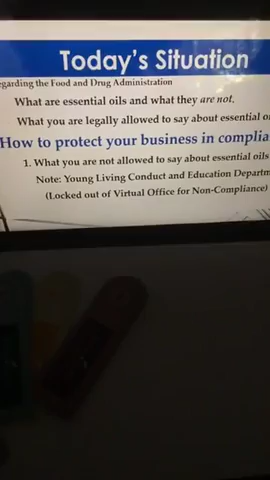 Today's Situation
egarding the Food and Drug Administration
What are essential oils and what they are not,
What you are legally allowed to say about essential o
How to protect your business in complia
1. What you are not allowed to say about essential oils
Note: Young Living Conduct and Education Departm
(Locked out of Virtual Office for Non-Compliance)